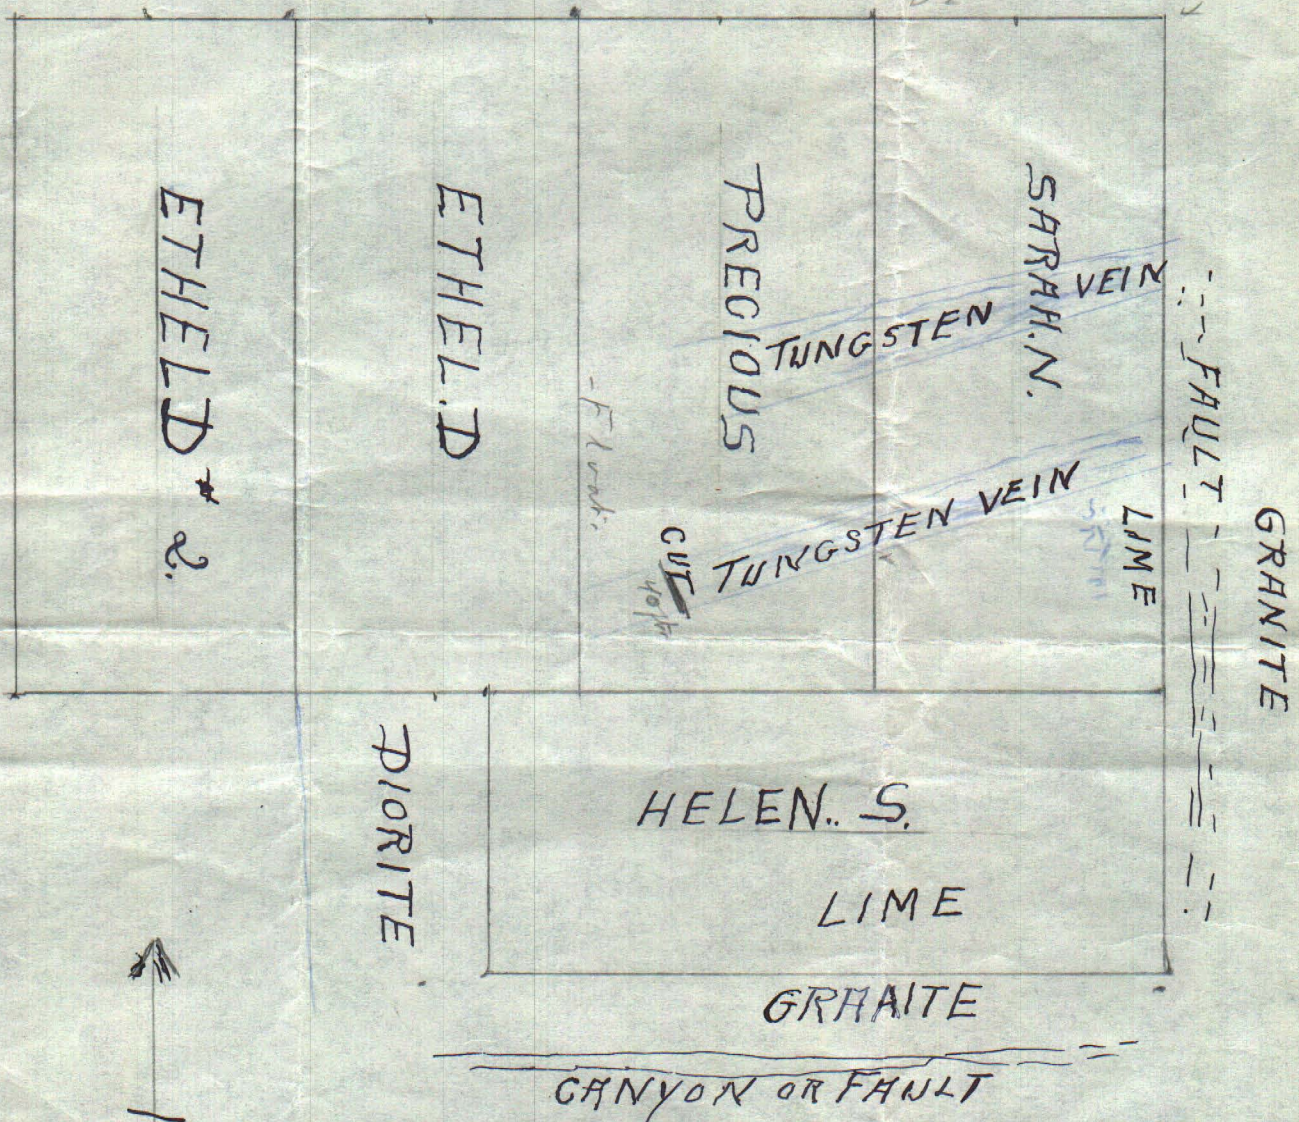 ETHEL D # 2.
ETHEL. D
PRECIOUS
SARAH. N.
TUNGSTEN VEIN
TUNGSTEN VEIN
CUT
LIME
FAULT
GRANITE
DIORITE
HELEN.. S.
LIME
GRAAITE
CANYON OR FAULT